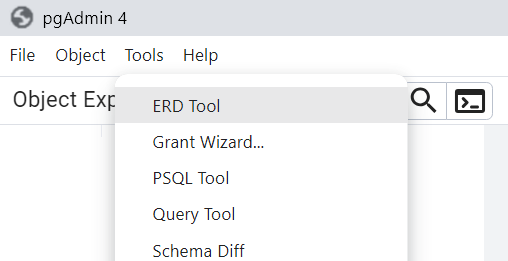 pgAdmin 4
File Object Tools Help
Object Exp
ERD Tool
Grant Wizard...
PSQL Tool
Query Tool
Schema Diff